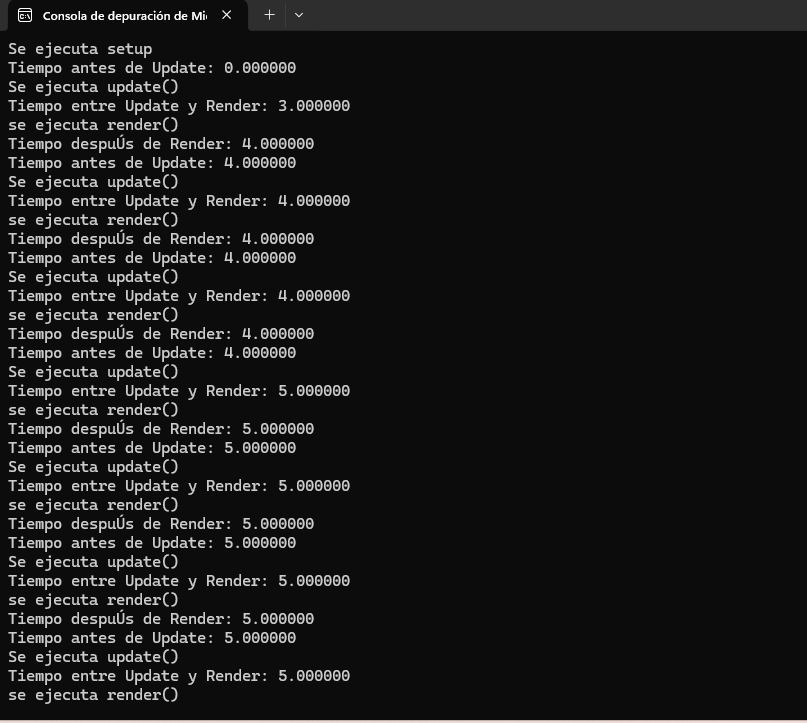 Consola de depuración de Mi
Se ejecuta setup
Tiempo antes de Update: 0.000000
Se ejecuta update()
Tiempo entre Update y Render: 3.000000
se ejecuta render()
Tiempo despuÚs de Render: 4.000000
Tiempo antes de Update: 4.000000
Se ejecuta update()
Tiempo entre Update y Render: 4.000000
se ejecuta render()
Tiempo despuÚs de Render: 4.000000
Tiempo antes de Update: 4.000000
Se ejecuta update()
Tiempo entre Update y Render: 4.000000
se ejecuta render()
Tiempo despuÚs de Render: 4.000000
Tiempo antes de Update: 4.000000
Se ejecuta update()
Tiempo entre Update y Render: 5.000000
se ejecuta render()
Tiempo despuÚs de Render: 5.000000
Tiempo antes de Update: 5.000000
Se ejecuta update()
Tiempo entre Update y Render: 5.000000
se ejecuta render()
Tiempo despuÚs de Render: 5.000000
Tiempo antes de Update: 5.000000
Se ejecuta update()
Tiempo entre Update y Render: 5.000000
se ejecuta render()
Tiempo despuÚs de Render: 5.000000
Tiempo antes de Update: 5.000000
Se ejecuta update()
Tiempo entre Update y Render: 5.000000
se ejecuta render()